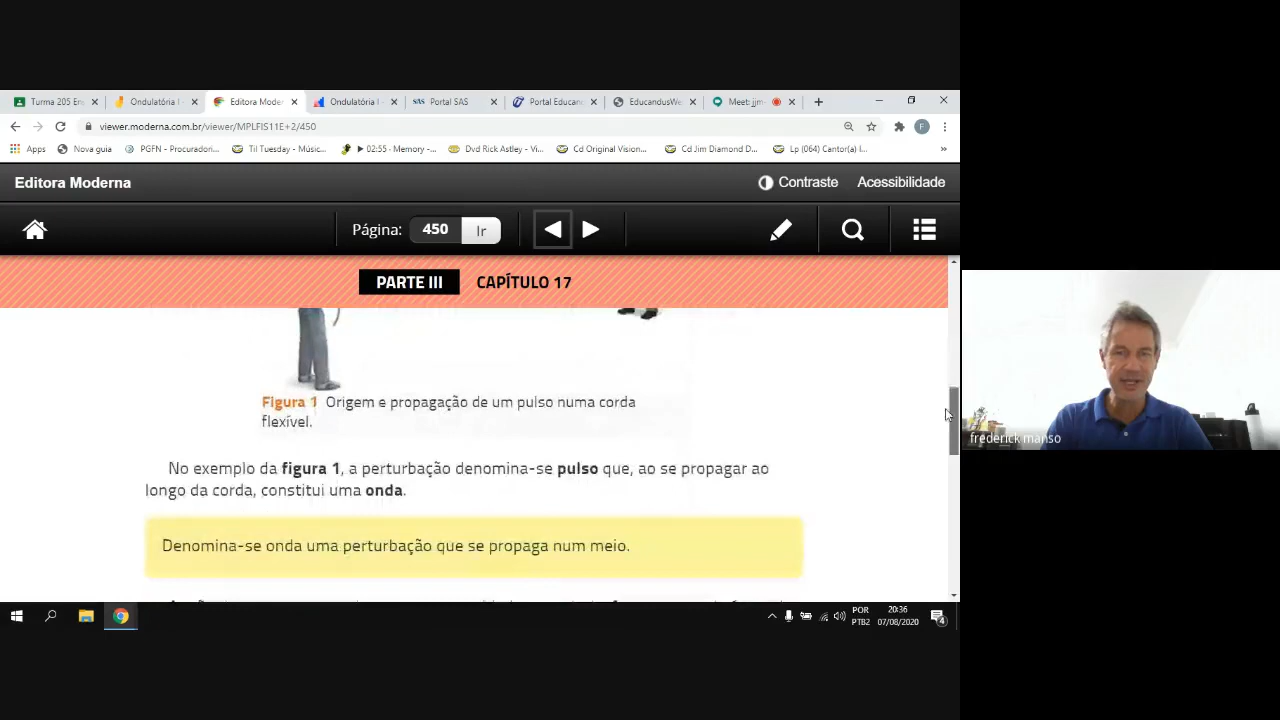 Turma 205 En
Ondulatória I
Editora Moder
Ondulatória I -
SAS Portal SAS
Portal Educan
EducandusWe
Meet: jjm-
viewer.moderna.com.br/viewer/MPLFIS11E+2/450
F
Apps
Nova guia
PGFN - Procuradori...
Til Tuesday - Músic...
02:55 · Memory -...
Dvd Rick Astley - Vi...
Cd Original Vision...
Cd Jim Diamond D...
Lp (064) Cantor(a) I...
»
Editora Moderna
Contraste
Acessibilidade
Página:
450
Ir
PARTE III
CAPÍTULO 17
Figura 1 Origem e propagação de um pulso numa corda
flexível.
No exemplo da figura 1, a perturbação denomina-se pulso que, ao se propagar ao
longo da corda, constitui uma onda.
Denomina-se onda uma perturbação que se propaga num meio.
frederick manso
POR
PTB2
20:36
07/08/2020
4